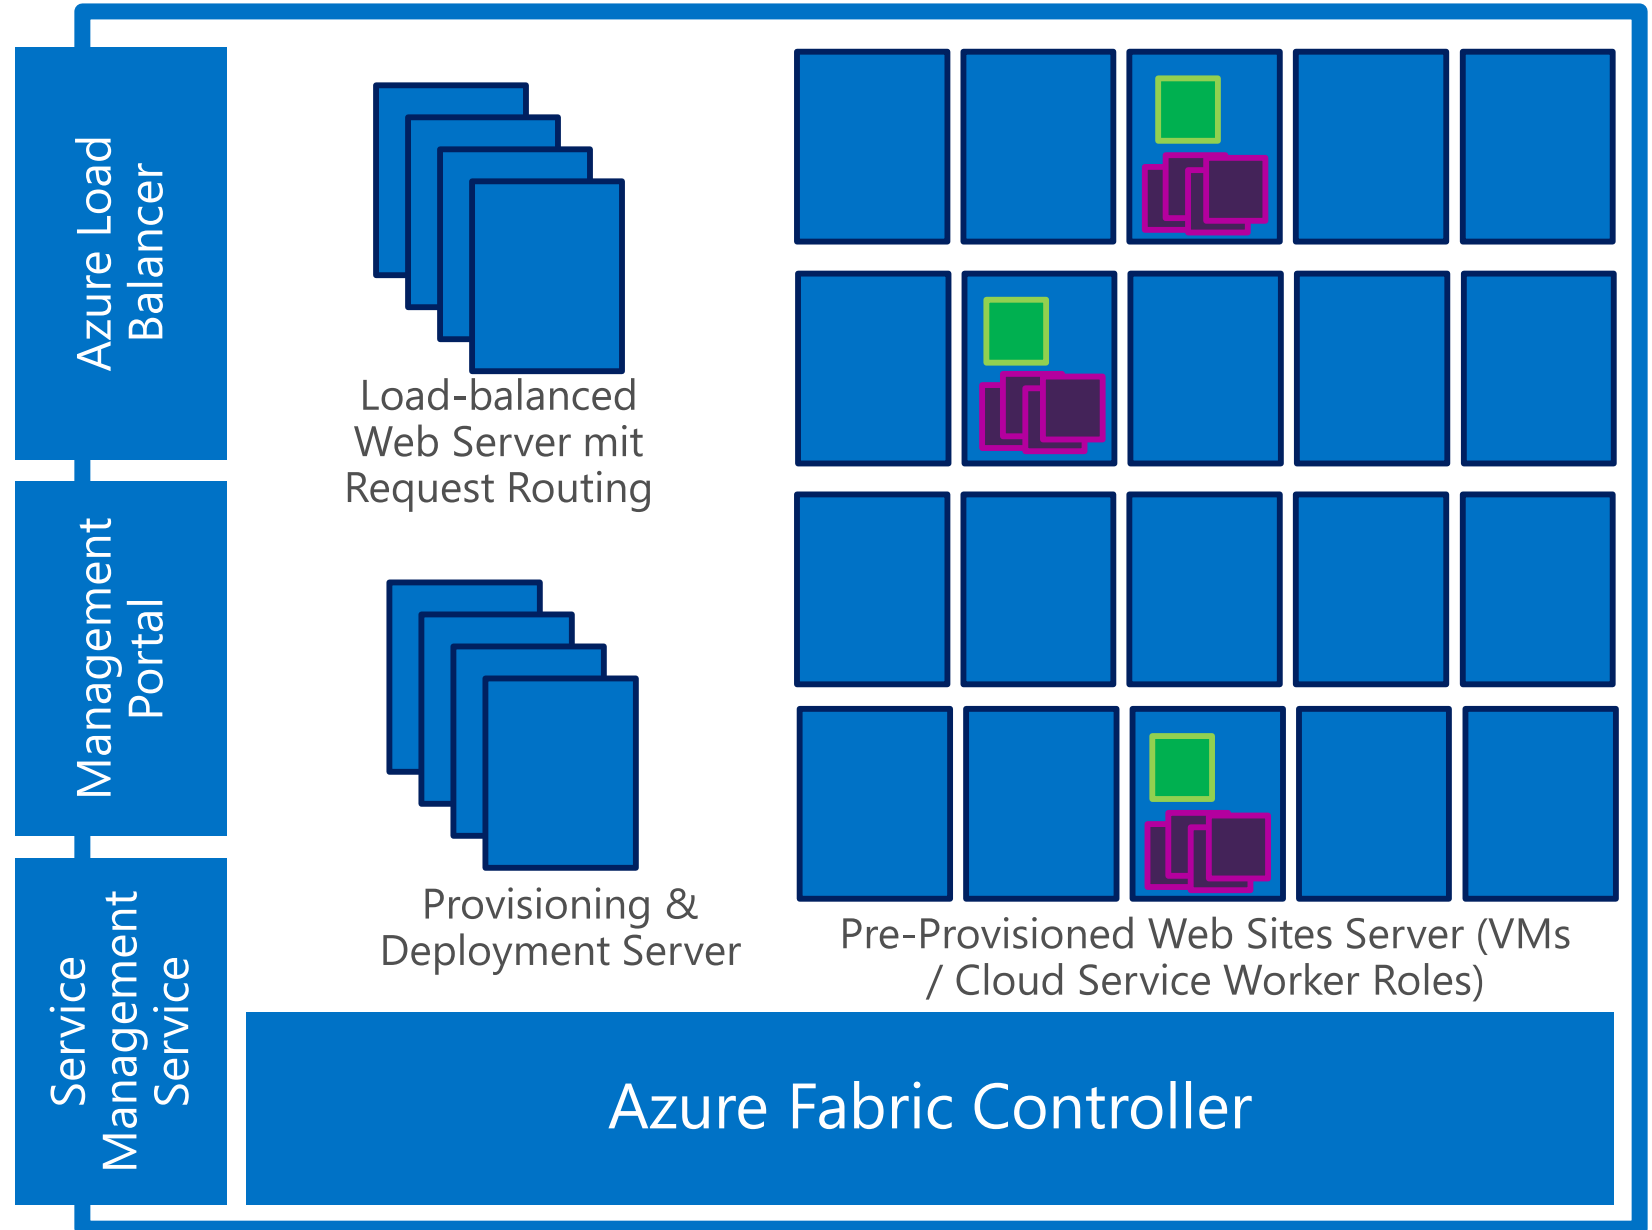 Azure Load
Balancer
Management
Portal
Service
Management
Service
Load-balanced
Web Server mit
Request Routing
Provisioning &
Deployment Server
Pre-Provisioned Web Sites Server (VMs
/ Cloud Service Worker Roles)
Azure Fabric Controller